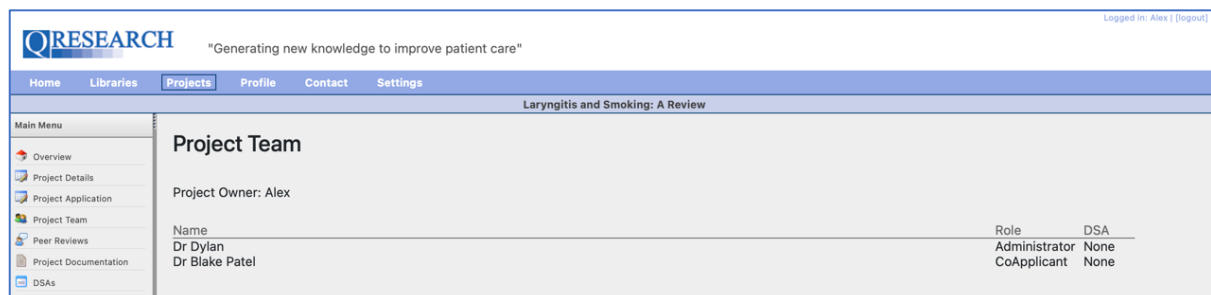 Logged in: Alex | [logout]
QRESEARCH "Generating new knowledge to improve patient care"
Home Libraries Projects Profile Contact Settings
Laryngitis and Smoking: A Review
Main Menu
Overview
Project Details
Project Application
Project Team
Peer Reviews
Project Documentation
DSAs
Project Team
Project Owner: Alex
Name Role DSA
Dr Dylan Administrator None
Dr Blake Patel CoApplicant None